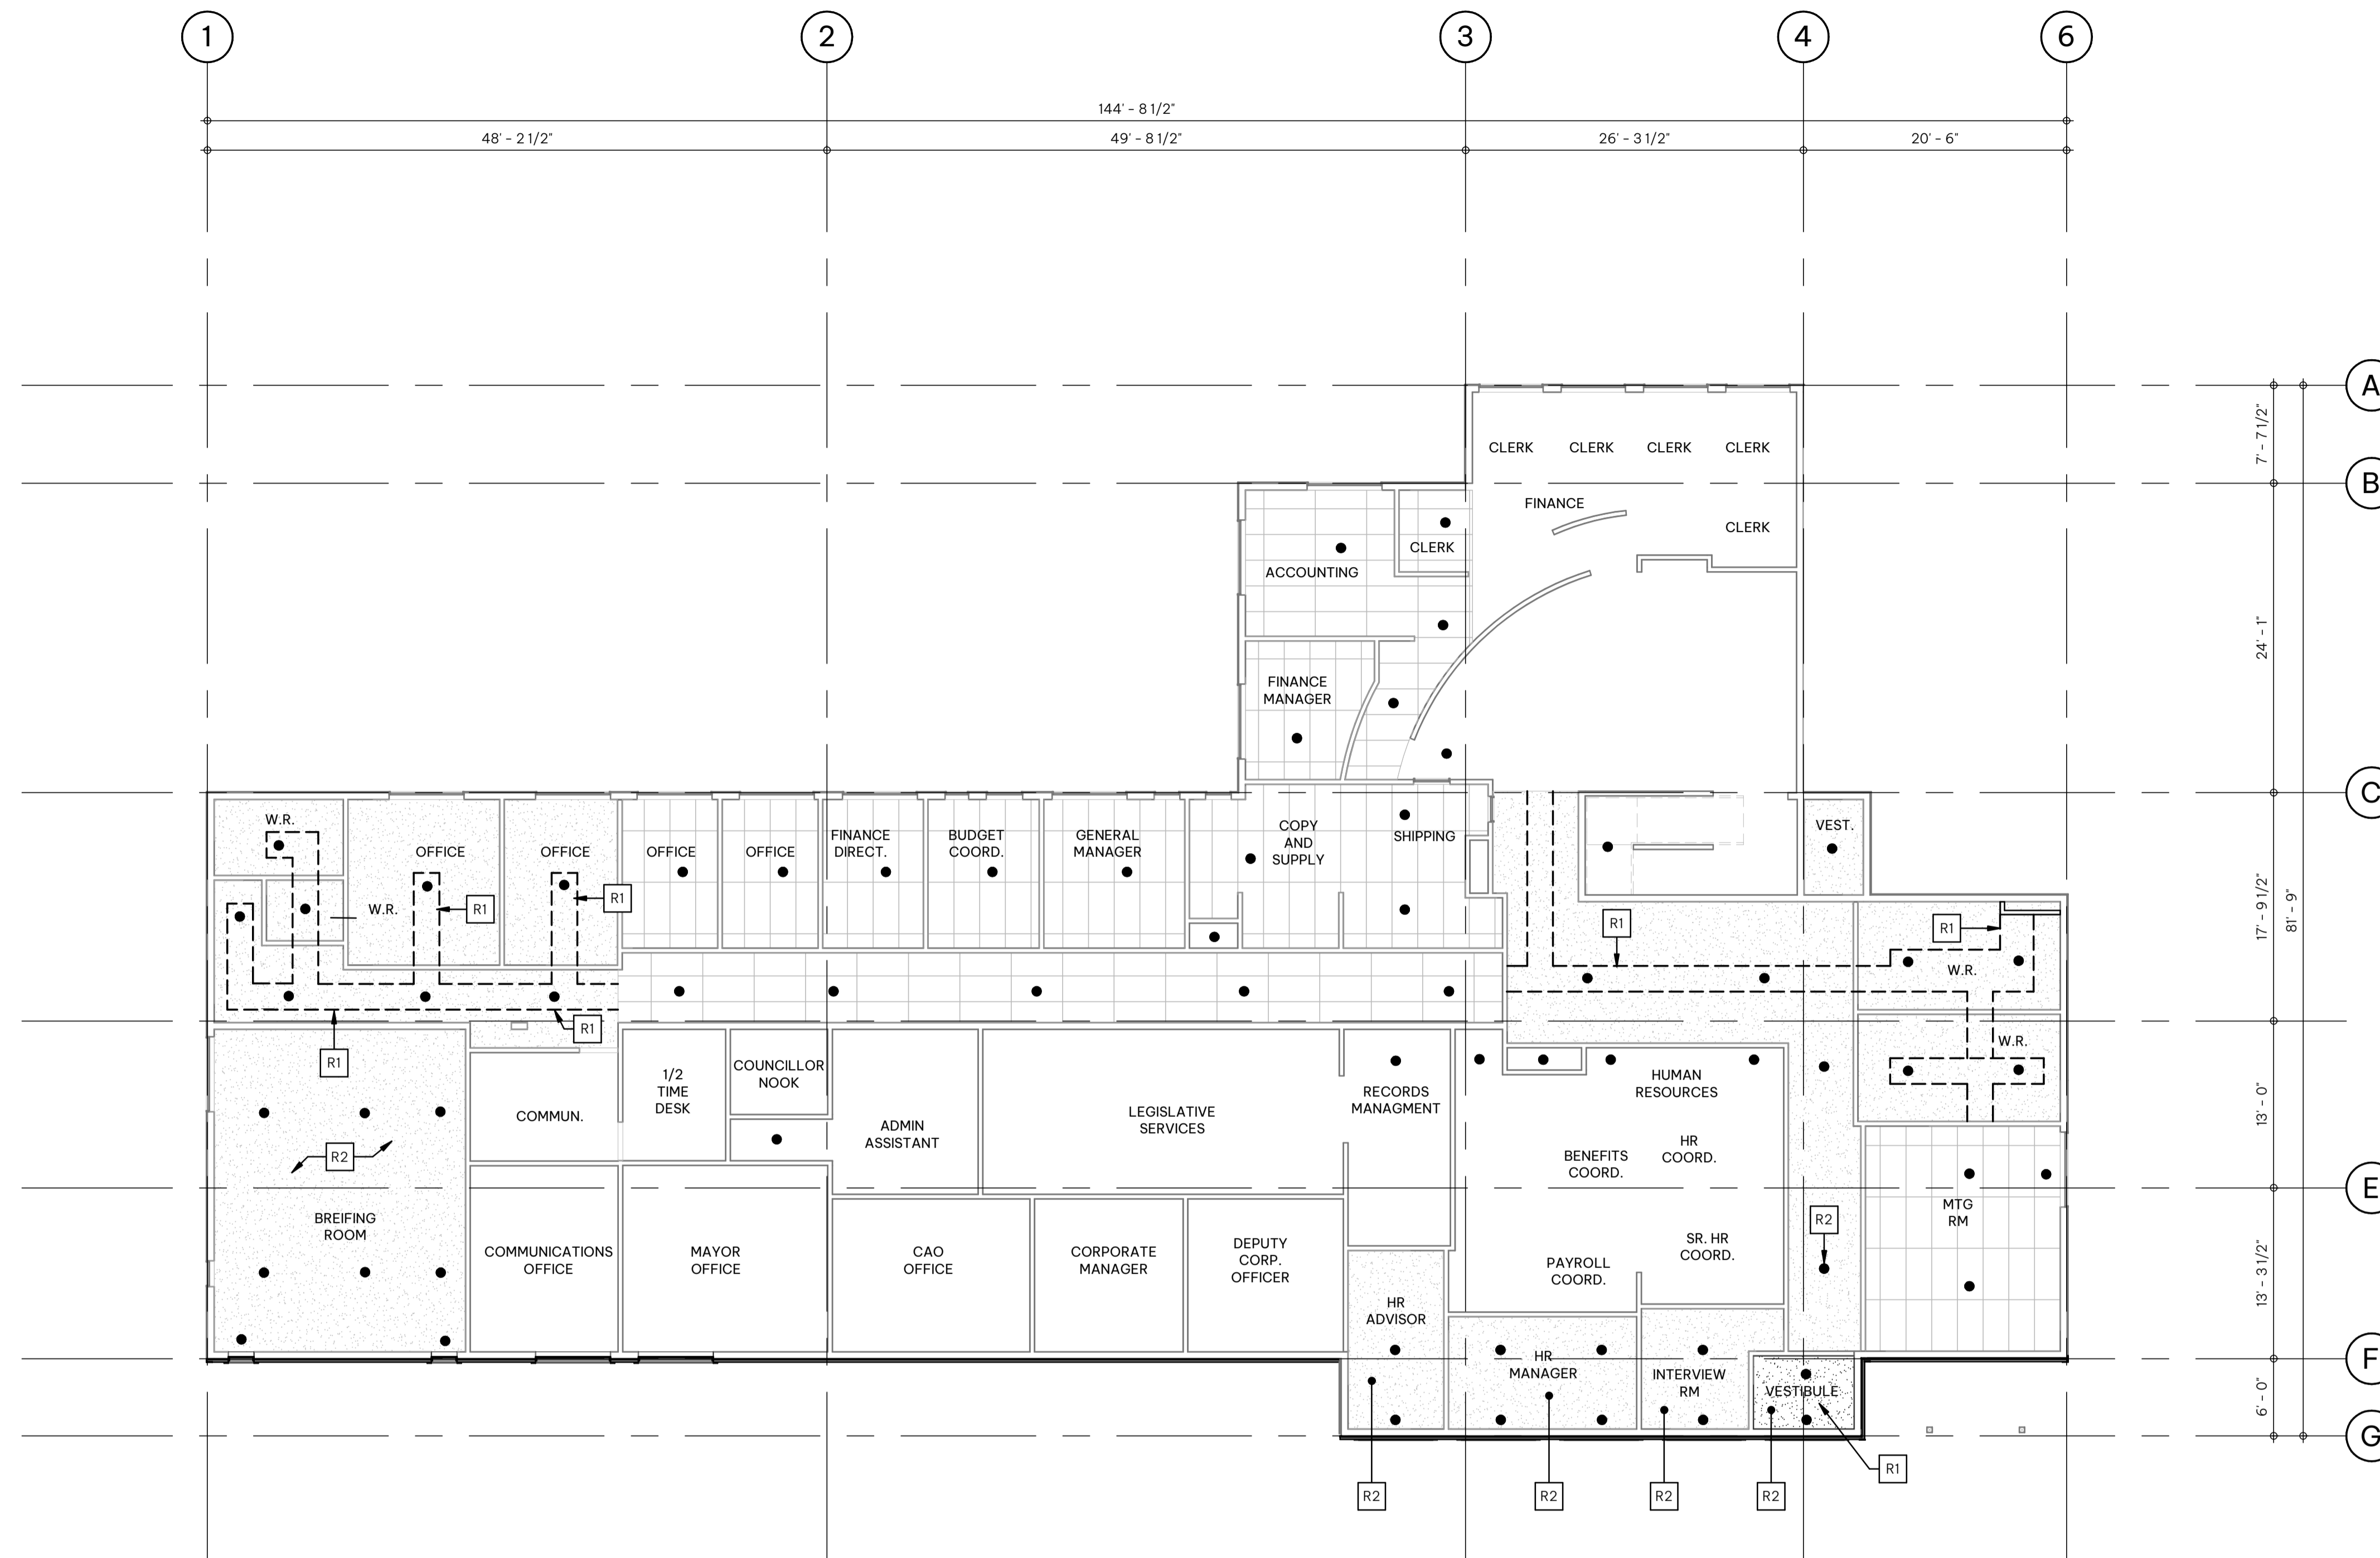 1 2 3 4 6
144' - 8 1/2"
48' - 2 1/2" 49' - 8 1/2" 26' - 3 1/2" 20' - 6"
A
7' - 7 1/2"
CLERK CLERK CLERK CLERK
B
FINANCE
CLERK
CLERK
ACCOUNTING
24' - 1"
FINANCE
MANAGER
C
W.R.
OFFICE
OFFICE
OFFICE
OFFICE
FINANCE
DIRECT.
BUDGET
COORD.
GENERAL
MANAGER
COPY
AND
SUPPLY
SHIPPING
VEST.
W.R.
R1
R1
R1
R1
W.R.
17' - 9 1/2"
81' - 9"
R1
R1
W.R.
1/2
TIME
DESK
COUNCILLOR
NOOK
COMMUN.
ADMIN
ASSISTANT
LEGISLATIVE
SERVICES
RECORDS
MANAGMENT
HUMAN
RESOURCES
HR
COORD.
BENEFITS
COORD.
13' - 0"
R2
E
BREIFING
ROOM
COMMUNICATIONS
OFFICE
MAYOR
OFFICE
CAO
OFFICE
CORPORATE
MANAGER
DEPUTY
CORP.
OFFICER
PAYROLL
COORD.
SR. HR
COORD.
R2
MTG
RM
13' - 3 1/2"
HR
ADVISOR
HR
MANAGER
INTERVIEW
RM
VESTIBULE
F
6' - 0"
G
R1
R2 R2 R2 R2